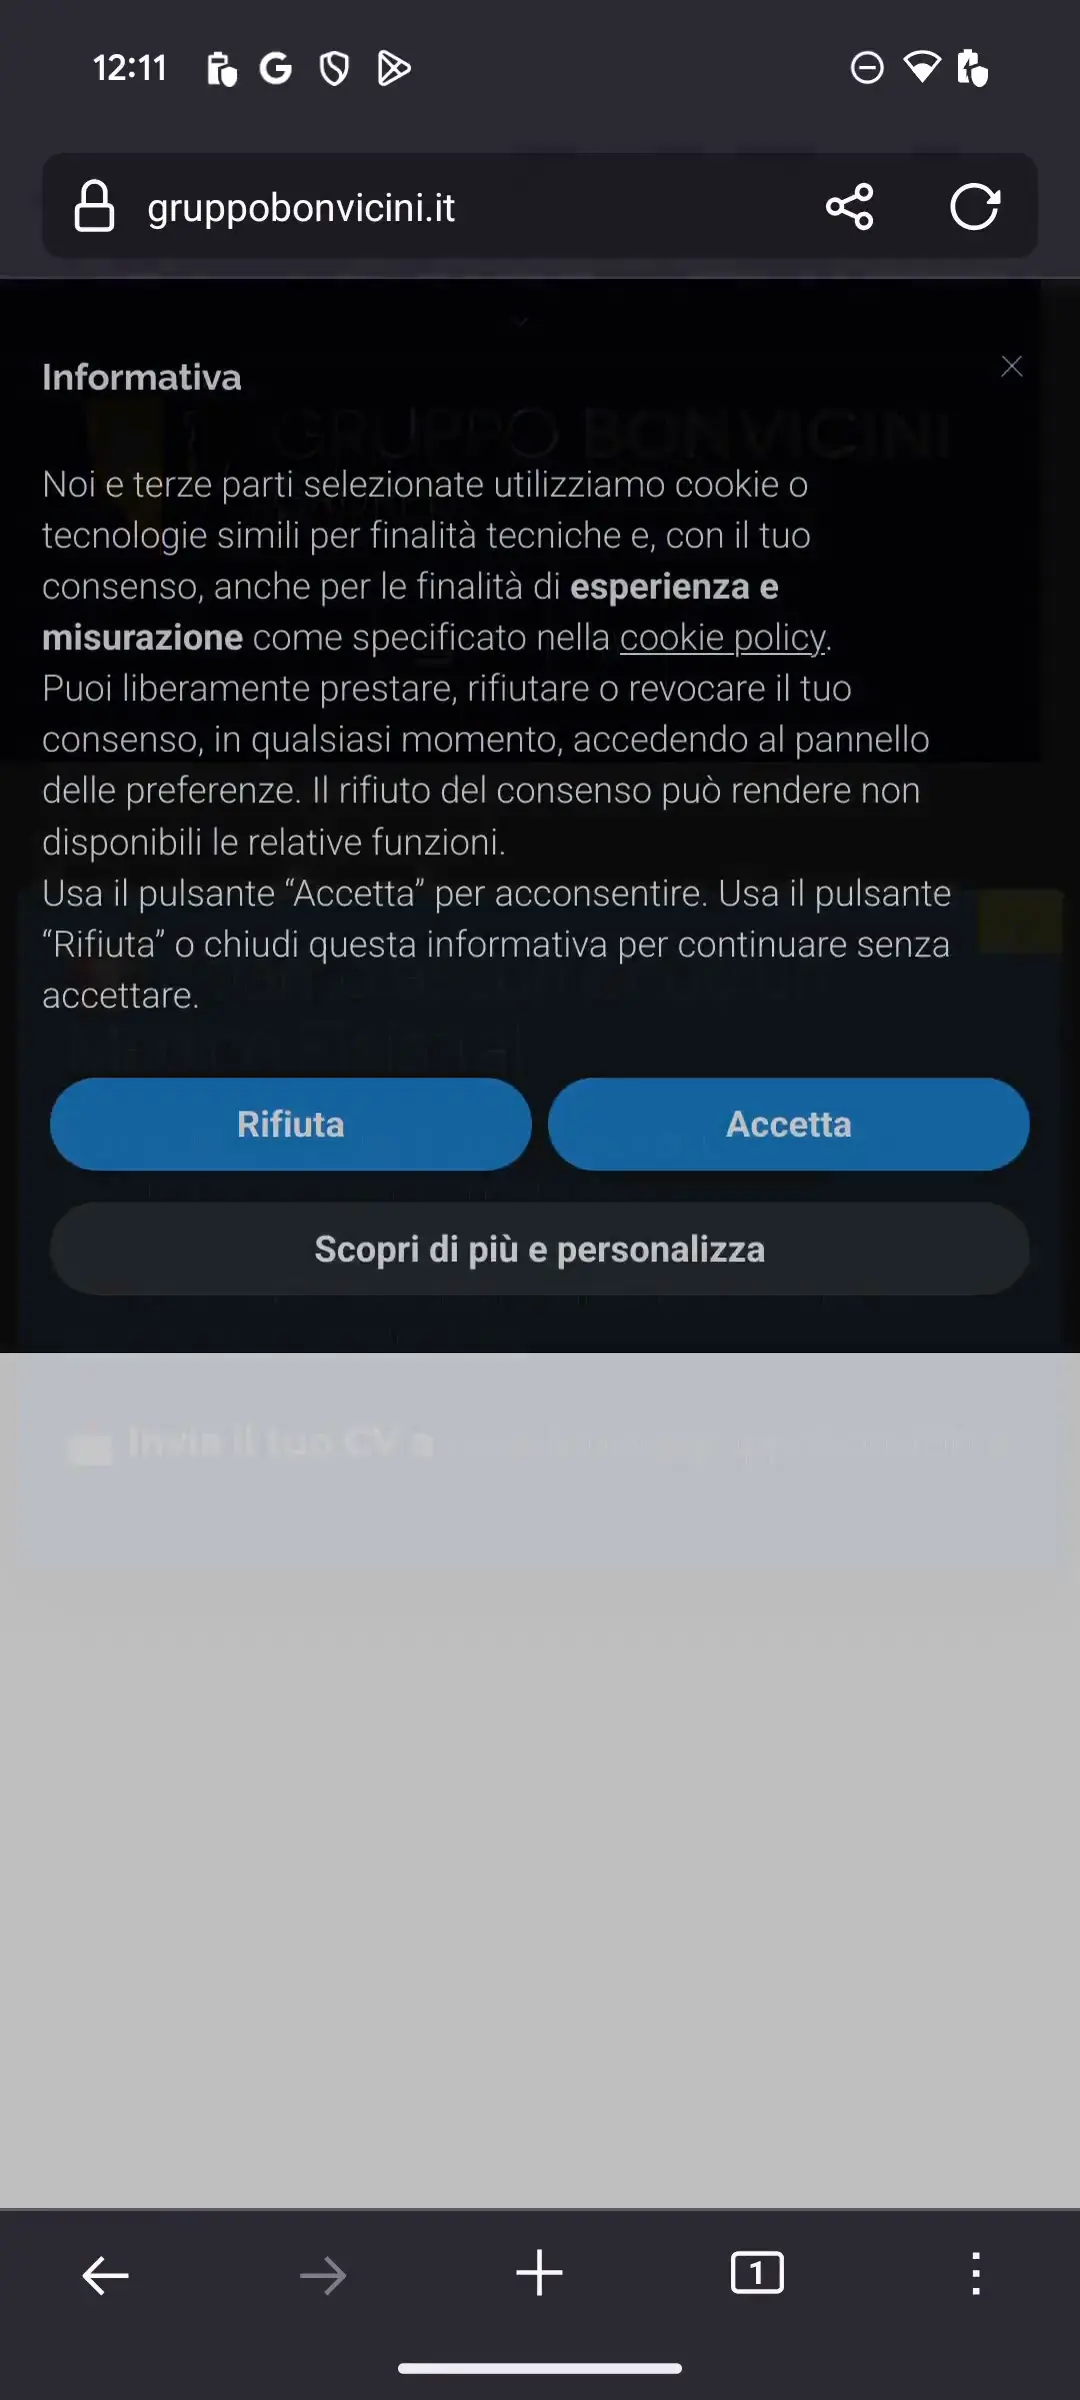 12:11
gruppobonvicini.it
Informativa
GRUPPO BONVICINI
Noi e terze parti selezionate utilizziamo cookie o
tecnologie simili per finalità tecniche e, con il tuo
consenso, anche per le finalità di esperienza e
misurazione come specificato nella cookie policy.
Puoi liberamente prestare, rifiutare o revocare il tuo
consenso, in qualsiasi momento, accedendo al pannello
delle preferenze. Il rifiuto del consenso può rendere non
disponibili le relative funzioni.
Usa il pulsante “Accetta” per acconsentire. Usa il pulsante
“Rifiuta” o chiudi questa informativa per continuare senza
accettare.
Rifiuta
Accetta
Scopri di più e personalizza
Invia il tuo CV a
1